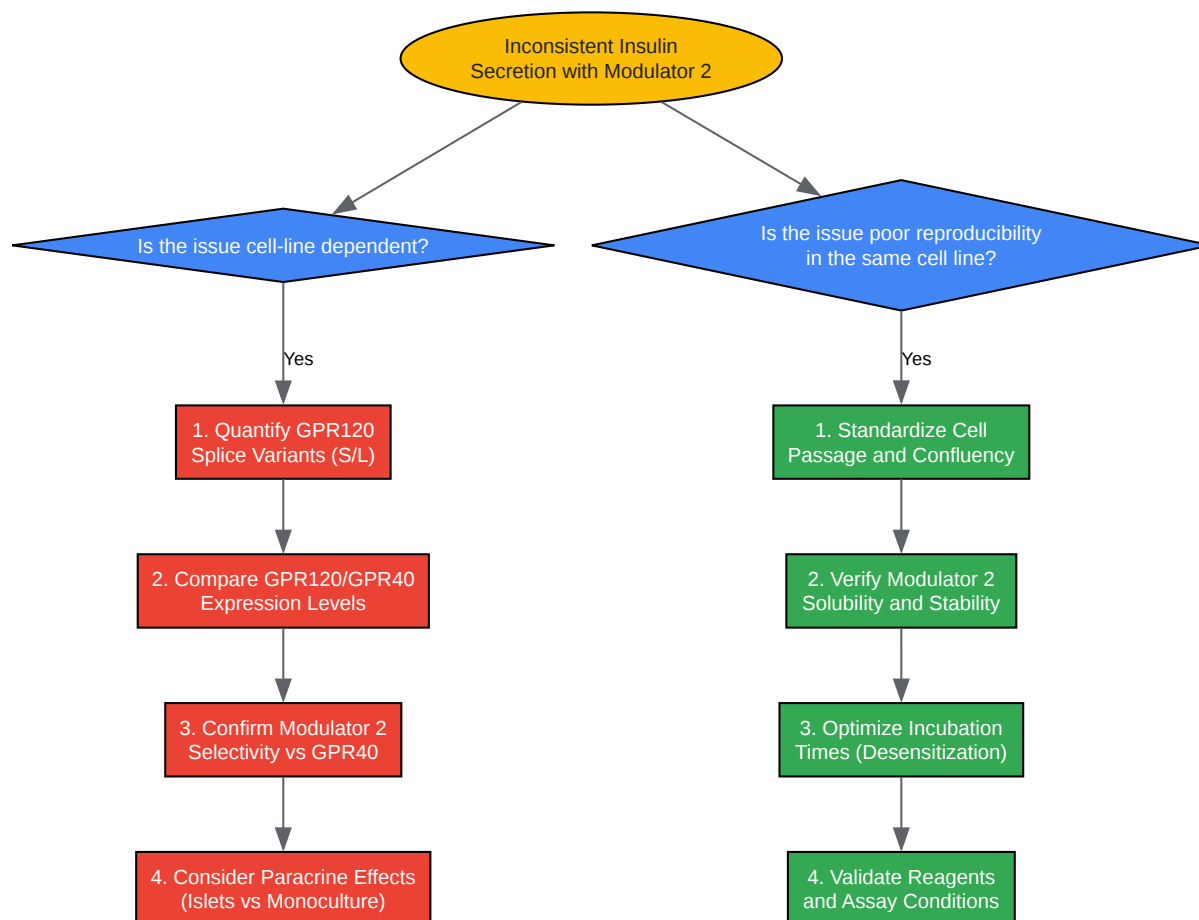 Inconsistent Insulin
Secretion with Modulator 2
Is the issue cell-line dependent?
Is the issue poor reproducibility
in the same cell line?
Yes
Yes
1. Quantify GPR120
Splice Variants (S/L)
1. Standardize Cell
Passage and Confluency
2. Compare GPR120/GPR40
Expression Levels
2. Verify Modulator 2
Solubility and Stability
3. Confirm Modulator 2
Selectivity vs GPR40
3. Optimize Incubation
Times (Desensitization)
4. Consider Paracrine Effects
(Islets vs Monoculture)
4. Validate Reagents
and Assay Conditions